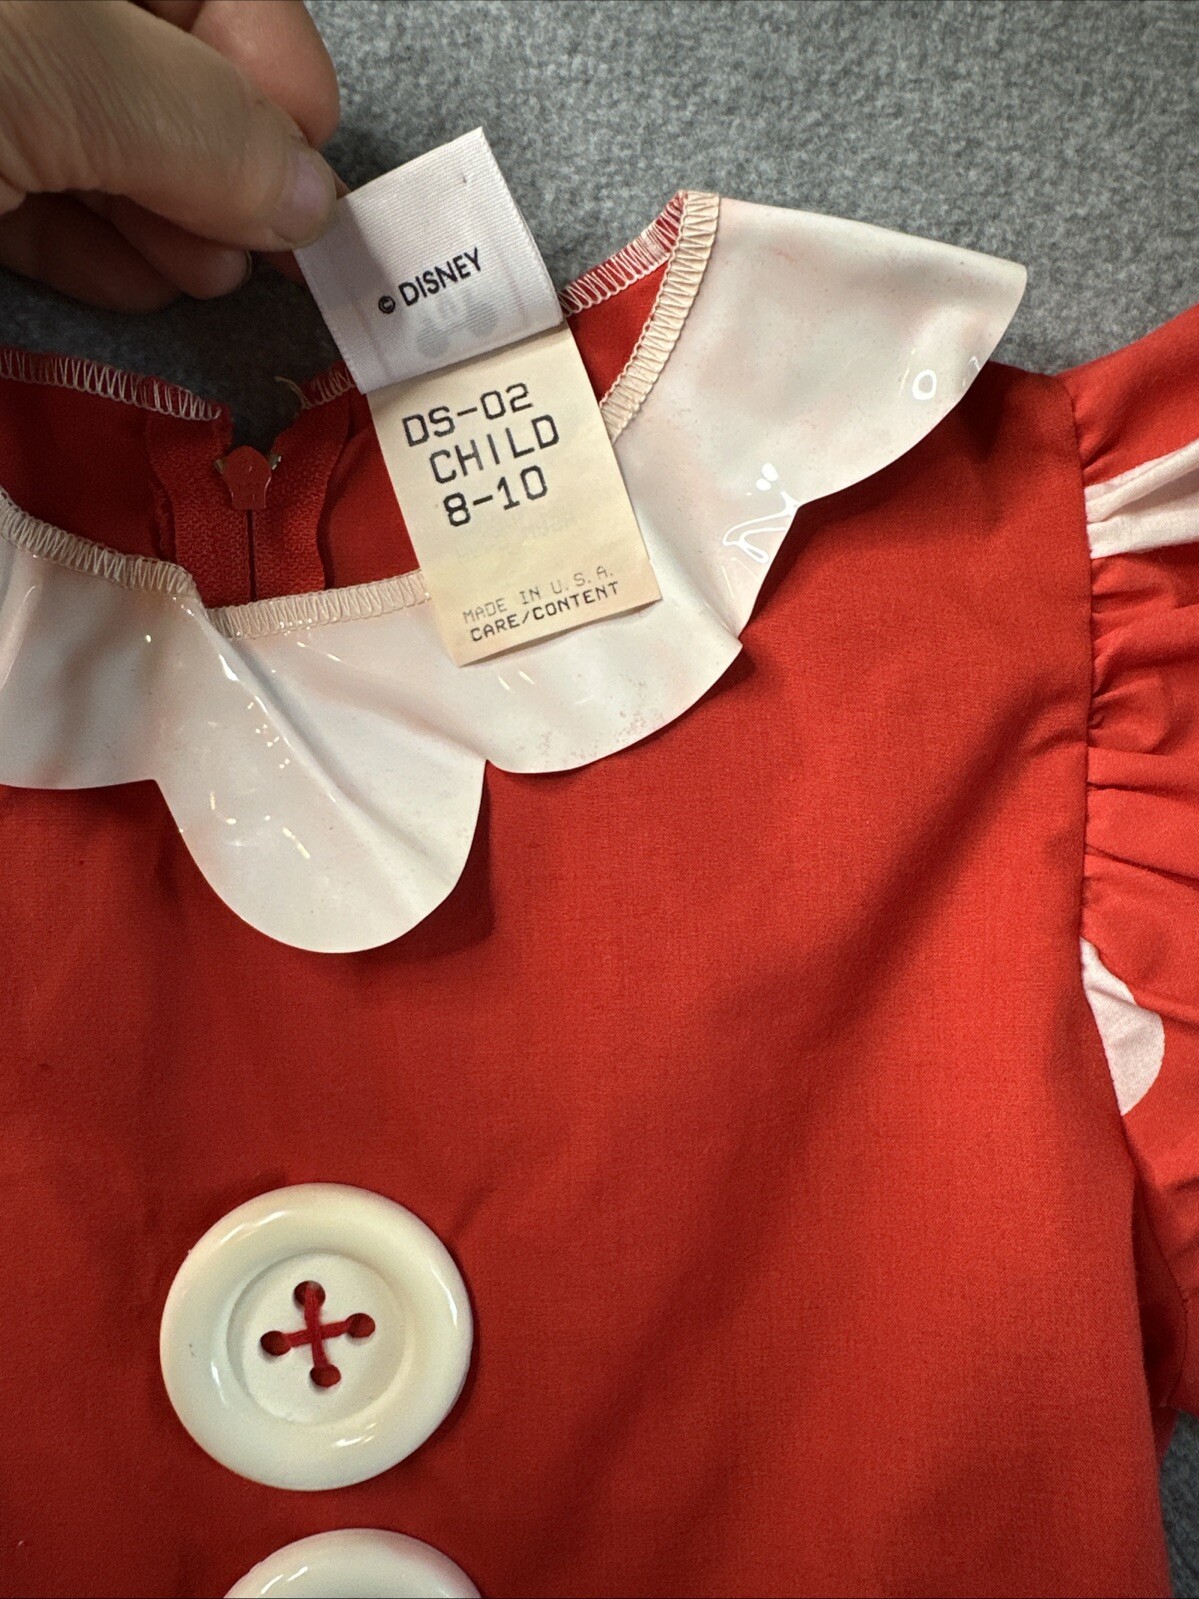 © DISNEY
DS-02
CHILD
8-10
MADE IN U.S.A.
CARE/CONTENT